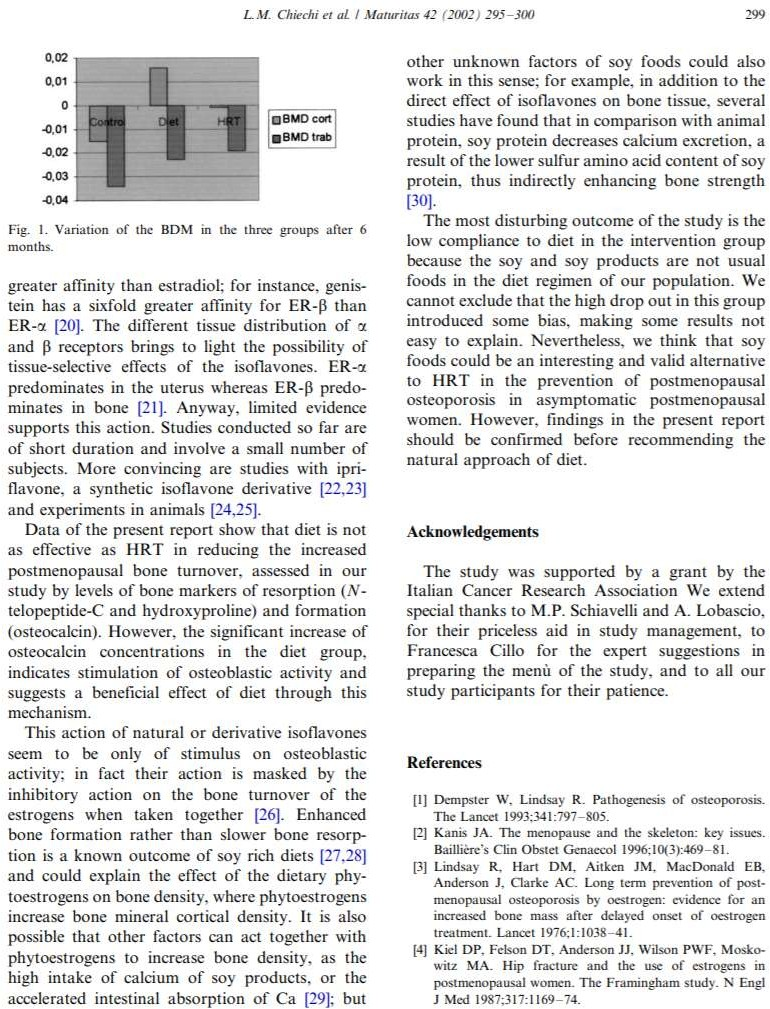 L.M. Chiechi et al. / Maturitas 42 (2002) 295–300
299
0,02
0,01
0
-0,01
-0,02
-0,03
-0,04
Contro
Diet
HRT
BMD cort
BMD trab
Fig. 1. Variation of the BDM in the three groups after 6
months.
greater affinity than estradiol; for instance, genis-
tein has a sixfold greater affinity for ER-β than
ER-α [20]. The different tissue distribution of α
and β receptors brings to light the possibility of
tissue-selective effects of the isoflavones. ER-α
predominates in the uterus whereas ER-β predo-
minates in bone [21]. Anyway, limited evidence
supports this action. Studies conducted so far are
of short duration and involve a small number of
subjects. More convincing are studies with ipri-
flavone, a synthetic isoflavone derivative [22,23]
and experiments in animals [24,25].
Data of the present report show that diet is not
as effective as HRT in reducing the increased
postmenopausal bone turnover, assessed in our
study by levels of bone markers of resorption (N-
telopeptide-C and hydroxyproline) and formation
(osteocalcin). However, the significant increase of
osteocalcin concentrations in the diet group,
indicates stimulation of osteoblastic activity and
suggests a beneficial effect of diet through this
mechanism.
This action of natural or derivative isoflavones
seem to be only of stimulus on osteoblastic
activity; in fact their action is masked by the
inhibitory action on the bone turnover of the
estrogens when taken together [26]. Enhanced
bone formation rather than slower bone resorp-
tion is a known outcome of soy rich diets [27,28]
and could explain the effect of the dietary phy-
toestrogens on bone density, where phytoestrogens
increase bone mineral cortical density. It is also
possible that other factors can act together with
phytoestrogens to increase bone density, as the
high intake of calcium of soy products, or the
accelerated intestinal absorption of Ca [29]; but
other unknown factors of soy foods could also
work in this sense; for example, in addition to the
direct effect of isoflavones on bone tissue, several
studies have found that in comparison with animal
protein, soy protein decreases calcium excretion, a
result of the lower sulfur amino acid content of soy
protein, thus indirectly enhancing bone strength
[30].
The most disturbing outcome of the study is the
low compliance to diet in the intervention group
because the soy and soy products are not usual
foods in the diet regimen of our population. We
cannot exclude that the high drop out in this group
introduced some bias, making some results not
easy to explain. Nevertheless, we think that soy
foods could be an interesting and valid alternative
to HRT in the prevention of postmenopausal
osteoporosis in asymptomatic postmenopausal
women. However, findings in the present report
should be confirmed before recommending the
natural approach of diet.
Acknowledgements
The study was supported by a grant by the
Italian Cancer Research Association We extend
special thanks to M.P. Schiavelli and A. Lobascio,
for their priceless aid in study management, to
Francesca Cillo for the expert suggestions in
preparing the menù of the study, and to all our
study participants for their patience.
References
[1] Dempster W, Lindsay R. Pathogenesis of osteoporosis.
The Lancet 1993;341:797–805.
[2] Kanis JA. The menopause and the skeleton: key issues.
Baillière's Clin Obstet Genaecol 1996;10(3):469–81.
[3] Lindsay R, Hart DM, Aitken JM, MacDonald EB,
Anderson J, Clarke AC. Long term prevention of post-
menopausal osteoporosis by oestrogen: evidence for an
increased bone mass after delayed onset of oestrogen
treatment. Lancet 1976;1:1038–41.
[4] Kiel DP, Felson DT, Anderson JJ, Wilson PWF, Mosko-
witz MA. Hip fracture and the use of estrogens in
postmenopausal women. The Framingham study. N Engl
J Med 1987;317:1169–74.